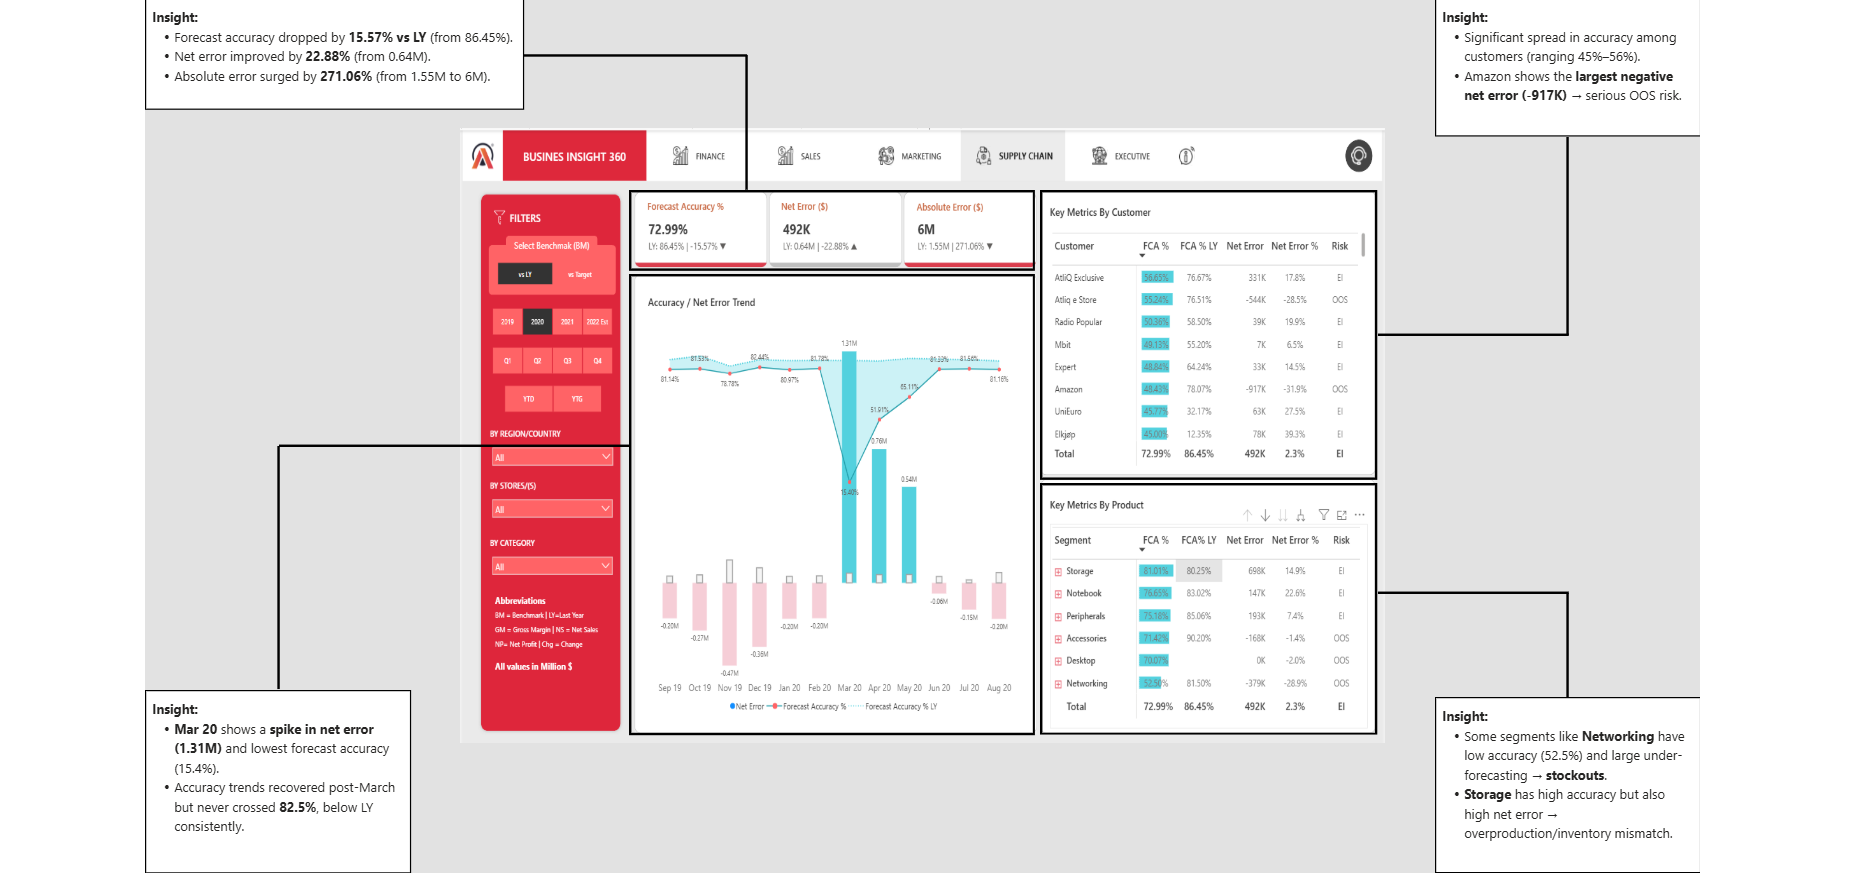 Insight:
• Forecast accuracy dropped by 15.57% vs LY (from 86.45%).
• Net error improved by 22.88% (from 0.64M).
• Absolute error surged by 271.06% (from 1.55M to 6M).
Insight:
• Significant spread in accuracy among
customers (ranging 45%–56%).
• Amazon shows the largest negative
net error (-917K) → serious OOS risk.
BUSINES INSIGHT 360
FINANCE
SALES
MARKETING
SUPPLY CHAIN
EXECUTIVE
FILTERS
Select Benchmak (BM)
vs LY
vs Target
2019 2020 2021 2022 Est
Q1 Q2 Q3 Q4
YTD YTG
BY REGION/COUNTRY
All
BY STORES/(S)
All
BY CATEGORY
All
Abbreviations
BM = Benchmark | LY=Last Year
GM = Gross Margin | NS = Net Sales
NP= Net Profit | Chg = Change
All values in Million $
Forecast Accuracy %
72.99%
LY: 86.45% | -15.57% ▼
Net Error ($)
492K
LY: 0.64M | -22.88% ▲
Absolute Error ($)
6M
LY: 1.55M | 271.06% ▼
Accuracy / Net Error Trend
1.31M
81.53% 82.44% 81.78% 81.33% 81.56%
81.14% 78.78% 80.97% 65.11% 81.16%
51.91%
0.76M
0.54M
15.40%
-0.20M -0.27M -0.47M -0.36M -0.20M -0.20M -0.06M -0.15M -0.20M
Sep 19 Oct 19 Nov 19 Dec 19 Jan 20 Feb 20 Mar 20 Apr 20 May 20 Jun 20 Jul 20 Aug 20
Net Error Forecast Accuracy % Forecast Accuracy % LY
Key Metrics By Customer
Customer FCA % FCA % LY Net Error Net Error % Risk
AtliQ Exclusive 56.65% 76.67% 331K 17.8% EI
Atliq e Store 55.24% 76.51% -544K -28.5% OOS
Radio Popular 50.36% 58.50% 39K 19.9% EI
Mbit 49.13% 55.20% 7K 6.5% EI
Expert 48.84% 64.24% 33K 14.5% EI
Amazon 48.43% 78.07% -917K -31.9% OOS
UniEuro 45.77% 32.17% 63K 27.5% EI
Elkjøp 45.00% 12.35% 78K 39.3% EI
Total 72.99% 86.45% 492K 2.3% EI
Key Metrics By Product
Segment FCA % FCA% LY Net Error Net Error % Risk
Storage 81.01% 80.25% 698K 14.9% EI
Notebook 76.65% 83.02% 147K 22.6% EI
Peripherals 75.18% 85.06% 193K 7.4% EI
Accessories 71.42% 90.20% -168K -1.4% OOS
Desktop 70.07% 0K -2.0% OOS
Networking 52.50% 81.50% -379K -28.9% OOS
Total 72.99% 86.45% 492K 2.3% EI
Insight:
• Mar 20 shows a spike in net error
(1.31M) and lowest forecast accuracy
(15.4%).
• Accuracy trends recovered post-March
but never crossed 82.5%, below LY
consistently.
Insight:
• Some segments like Networking have
low accuracy (52.5%) and large under-
forecasting → stockouts.
• Storage has high accuracy but also
high net error →
overproduction/inventory mismatch.